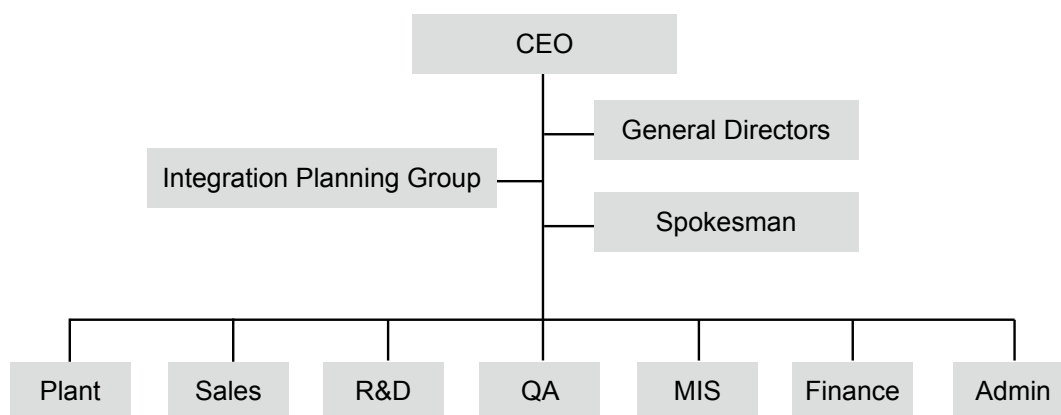 CEO
General Directors
Integration Planning Group
Spokesman
Plant
Sales
R&D
QA
MIS
Finance
Admin